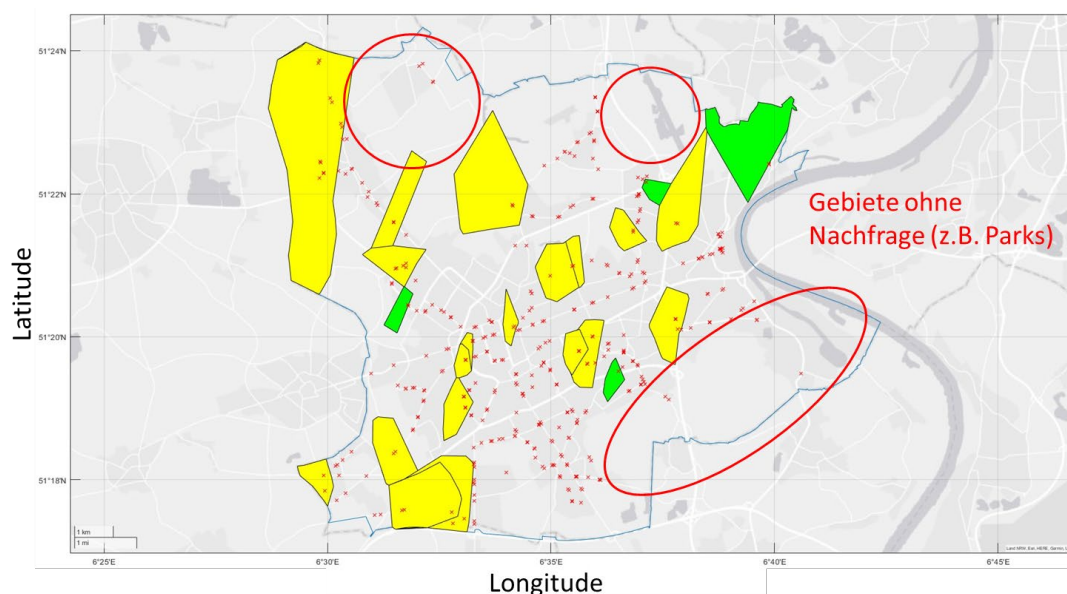 51°24'N
51°22'N
Gebiete ohne
Nachfrage (z.B. Parks)
Latitude
51°20'N
51°18'N
1 km
1 mi
6°25'E
6°30'E
6°35'E
6°40'E
6°45'E
Longitude